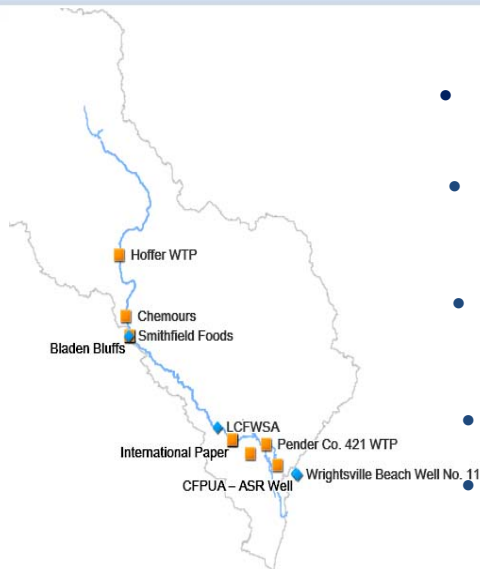 Hoffer WTP
Chemours
Smithfield Foods
Bladen Bluffs
LCFWSA
International Paper
Pender Co. 421 WTP
Wrightsville Beach Well No. 11
CFPUA – ASR Well